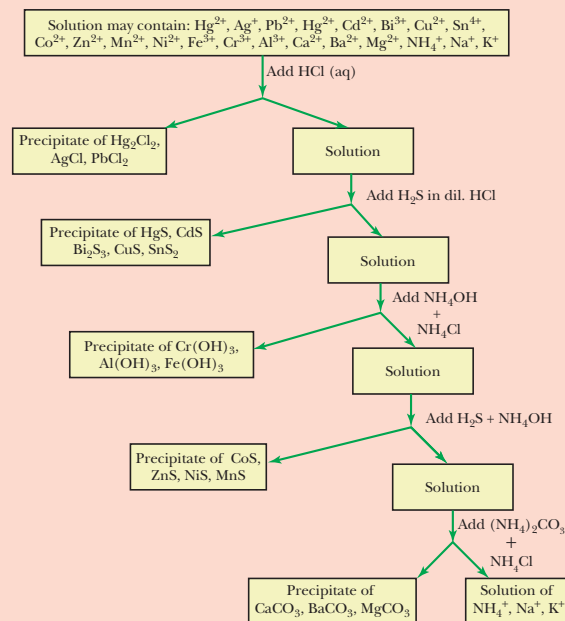 Solution may contain: Hg²⁺, Ag⁺, Pb²⁺, Hg²⁺, Cd²⁺, Bi³⁺, Cu²⁺, Sn⁴⁺,
Co²⁺, Zn²⁺, Mn²⁺, Ni²⁺, Fe³⁺, Cr³⁺, Al³⁺, Ca²⁺, Ba²⁺, Mg²⁺, NH₄⁺, Na⁺, K⁺
Add HCl (aq)
Precipitate of Hg₂Cl₂,
AgCl, PbCl₂
Solution
Add H₂S in dil. HCl
Precipitate of HgS, CdS
Bi₂S₃, CuS, SnS₂
Solution
Add NH₄OH
+
NH₄Cl
Precipitate of Cr(OH)₃,
Al(OH)₃, Fe(OH)₃
Solution
Add H₂S + NH₄OH
Precipitate of CoS,
ZnS, NiS, MnS
Solution
Add (NH₄)₂CO₃
+
NH₄Cl
Precipitate of
CaCO₃, BaCO₃, MgCO₃
Solution of
NH₄⁺, Na⁺, K⁺